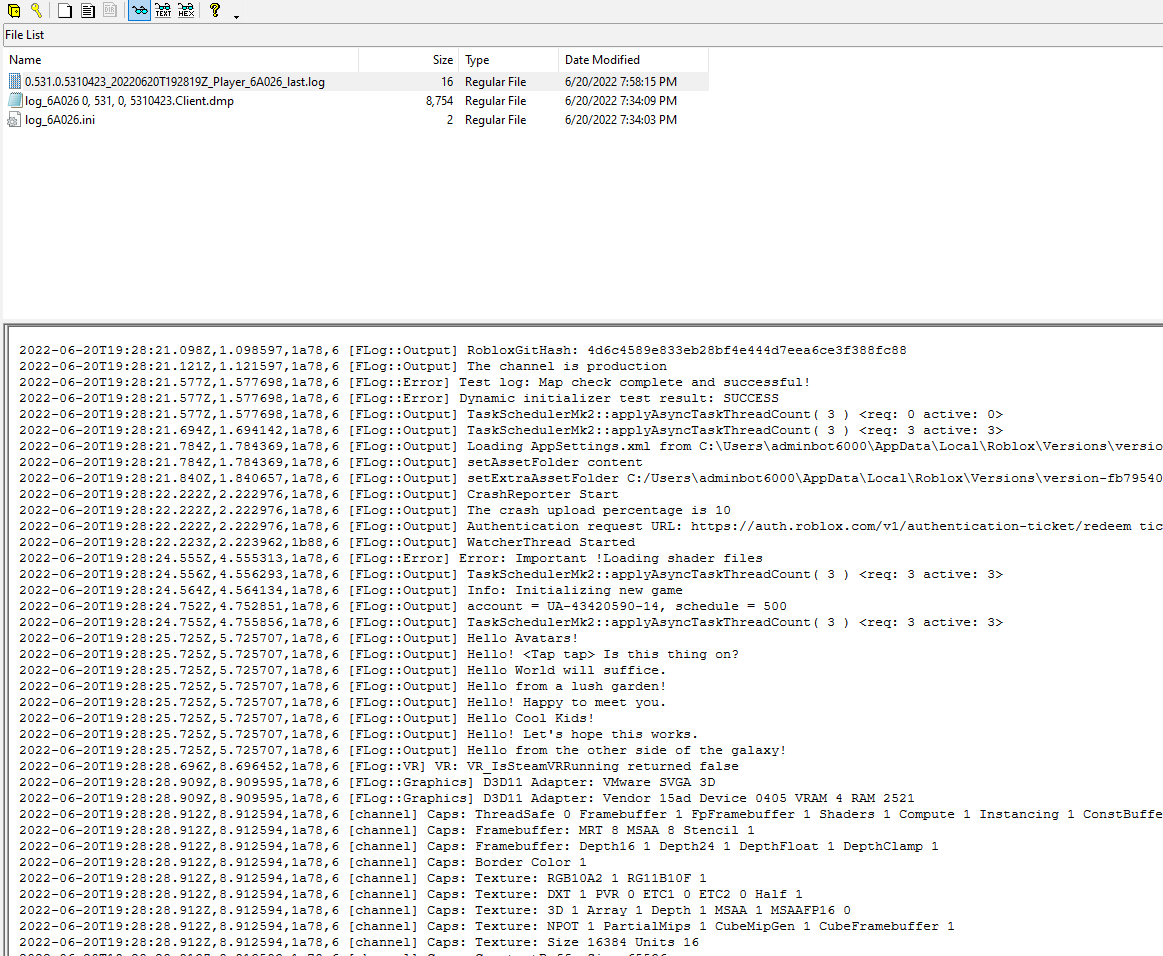 TEXT HEX
File List
Name Size Type Date Modified
0.531.0.5310423_20220620T192819Z_Player_6A026_last.log 16 Regular File 6/20/2022 7:58:15 PM
log_6A026 0, 531, 0, 5310423.Client.dmp 8,754 Regular File 6/20/2022 7:34:09 PM
log_6A026.ini 2 Regular File 6/20/2022 7:34:03 PM
2022-06-20T19:28:21.098Z,1.098597,1a78,6 [FLog::Output] RobloxGitHash: 4d6c4589e833eb28bf4e444d7eea6ce3f388fc88
2022-06-20T19:28:21.121Z,1.121597,1a78,6 [FLog::Output] The channel is production
2022-06-20T19:28:21.577Z,1.577698,1a78,6 [FLog::Error] Test log: Map check complete and successful!
2022-06-20T19:28:21.577Z,1.577698,1a78,6 [FLog::Error] Dynamic initializer test result: SUCCESS
2022-06-20T19:28:21.577Z,1.577698,1a78,6 [FLog::Output] TaskSchedulerMk2::applyAsyncTaskThreadCount( 3 ) <req: 0 active: 0>
2022-06-20T19:28:21.694Z,1.694142,1a78,6 [FLog::Output] TaskSchedulerMk2::applyAsyncTaskThreadCount( 3 ) <req: 3 active: 3>
2022-06-20T19:28:21.784Z,1.784369,1a78,6 [FLog::Output] Loading AppSettings.xml from C:\Users\adminbot6000\AppData\Local\Roblox\Versions\versio
2022-06-20T19:28:21.784Z,1.784369,1a78,6 [FLog::Output] setAssetFolder content
2022-06-20T19:28:21.840Z,1.840657,1a78,6 [FLog::Output] setExtraAssetFolder C:/Users\adminbot6000\AppData\Local\Roblox\Versions\version-fb79540
2022-06-20T19:28:22.222Z,2.222976,1a78,6 [FLog::Output] CrashReporter Start
2022-06-20T19:28:22.222Z,2.222976,1a78,6 [FLog::Output] The crash upload percentage is 10
2022-06-20T19:28:22.222Z,2.222976,1a78,6 [FLog::Output] Authentication request URL: https://auth.roblox.com/v1/authentication-ticket/redeem tic
2022-06-20T19:28:22.223Z,2.223962,1b88,6 [FLog::Output] WatcherThread Started
2022-06-20T19:28:24.555Z,4.555313,1a78,6 [FLog::Error] Error: Important !Loading shader files
2022-06-20T19:28:24.556Z,4.556293,1a78,6 [FLog::Output] TaskSchedulerMk2::applyAsyncTaskThreadCount( 3 ) <req: 3 active: 3>
2022-06-20T19:28:24.564Z,4.564134,1a78,6 [FLog::Output] Info: Initializing new game
2022-06-20T19:28:24.752Z,4.752851,1a78,6 [FLog::Output] account = UA-43420590-14, schedule = 500
2022-06-20T19:28:24.755Z,4.755856,1a78,6 [FLog::Output] TaskSchedulerMk2::applyAsyncTaskThreadCount( 3 ) <req: 3 active: 3>
2022-06-20T19:28:25.725Z,5.725707,1a78,6 [FLog::Output] Hello Avatars!
2022-06-20T19:28:25.725Z,5.725707,1a78,6 [FLog::Output] Hello! <Tap tap> Is this thing on?
2022-06-20T19:28:25.725Z,5.725707,1a78,6 [FLog::Output] Hello World will suffice.
2022-06-20T19:28:25.725Z,5.725707,1a78,6 [FLog::Output] Hello from a lush garden!
2022-06-20T19:28:25.725Z,5.725707,1a78,6 [FLog::Output] Hello! Happy to meet you.
2022-06-20T19:28:25.725Z,5.725707,1a78,6 [FLog::Output] Hello Cool Kids!
2022-06-20T19:28:25.725Z,5.725707,1a78,6 [FLog::Output] Hello! Let's hope this works.
2022-06-20T19:28:25.725Z,5.725707,1a78,6 [FLog::Output] Hello from the other side of the galaxy!
2022-06-20T19:28:28.696Z,8.696452,1a78,6 [FLog::VR] VR: VR_IsSteamVRRunning returned false
2022-06-20T19:28:28.909Z,8.909595,1a78,6 [FLog::Graphics] D3D11 Adapter: VMware SVGA 3D
2022-06-20T19:28:28.909Z,8.909595,1a78,6 [FLog::Graphics] D3D11 Adapter: Vendor 15ad Device 0405 VRAM 4 RAM 2521
2022-06-20T19:28:28.912Z,8.912594,1a78,6 [channel] Caps: ThreadSafe 0 Framebuffer 1 FpFramebuffer 1 Shaders 1 Compute 1 Instancing 1 ConstBuffe
2022-06-20T19:28:28.912Z,8.912594,1a78,6 [channel] Caps: Framebuffer: MRT 8 MSAA 8 Stencil 1
2022-06-20T19:28:28.912Z,8.912594,1a78,6 [channel] Caps: Framebuffer: Depth16 1 Depth24 1 DepthFloat 1 DepthClamp 1
2022-06-20T19:28:28.912Z,8.912594,1a78,6 [channel] Caps: Border Color 1
2022-06-20T19:28:28.912Z,8.912594,1a78,6 [channel] Caps: Texture: RGB10A2 1 RG11B10F 1
2022-06-20T19:28:28.912Z,8.912594,1a78,6 [channel] Caps: Texture: DXT 1 PVR 0 ETC1 0 ETC2 0 Half 1
2022-06-20T19:28:28.912Z,8.912594,1a78,6 [channel] Caps: Texture: 3D 1 Array 1 Depth 1 MSAA 1 MSAAFP16 0
2022-06-20T19:28:28.912Z,8.912594,1a78,6 [channel] Caps: Texture: NPOT 1 PartialMips 1 CubeMipGen 1 CubeFramebuffer 1
2022-06-20T19:28:28.912Z,8.912594,1a78,6 [channel] Caps: Texture: Size 16384 Units 16